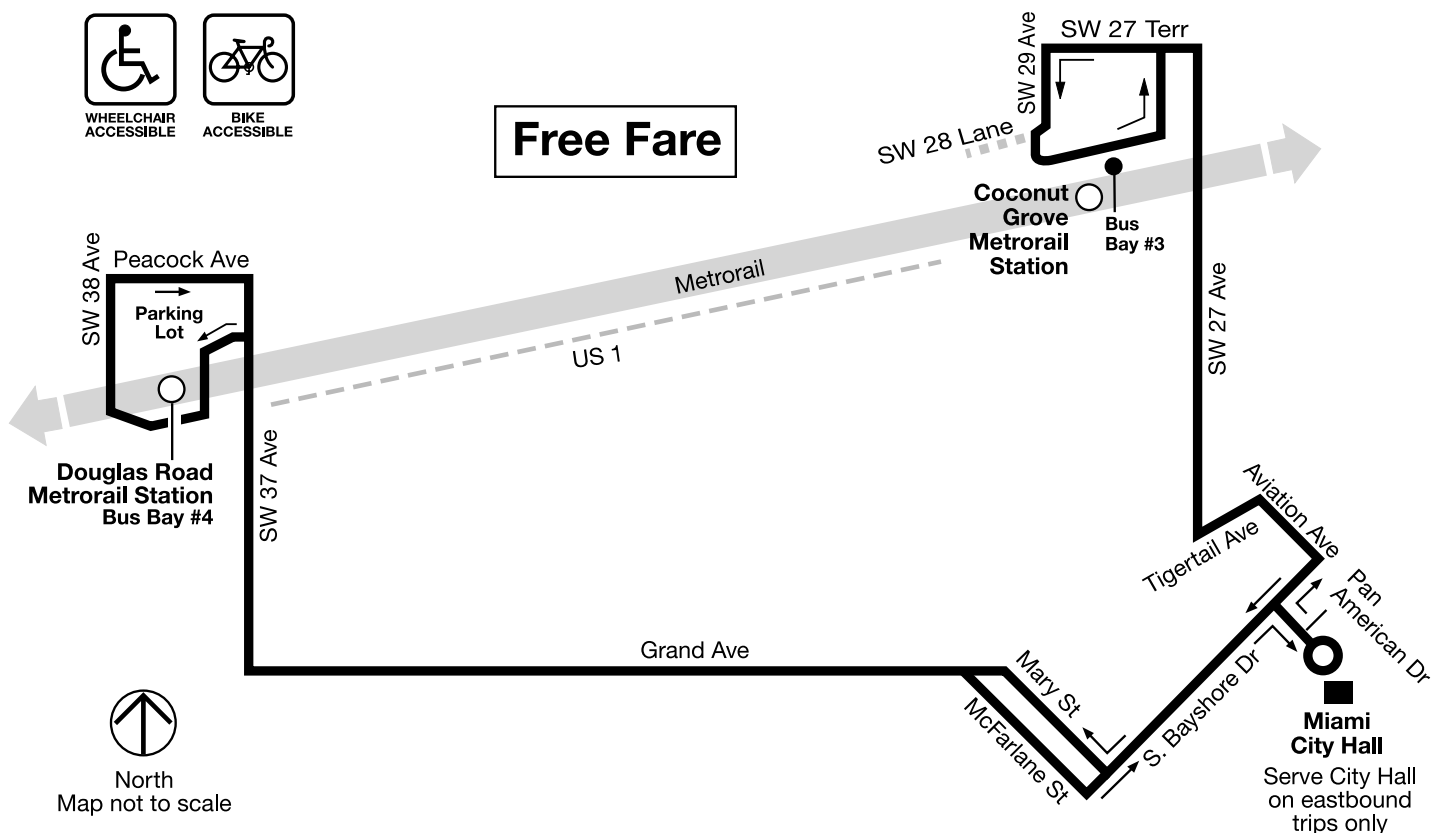 WHEELCHAIR
ACCESSIBLE
BIKE
ACCESSIBLE
Free Fare
SW 27 Terr
SW 29 Ave
SW 28 Lane
Coconut
Grove
Metrorail
Station
Bus
Bay #3
SW 38 Ave
Peacock Ave
Parking
Lot
Metrorail
US 1
SW 27 Ave
Douglas Road
Metrorail Station
Bus Bay #4
SW 37 Ave
Aviation Ave
Tigertail Ave
Pan
American Dr
Grand Ave
Mary St
McFarlane St
S. Bayshore Dr
Miami
City Hall
Serve City Hall
on eastbound
trips only
North
Map not to scale